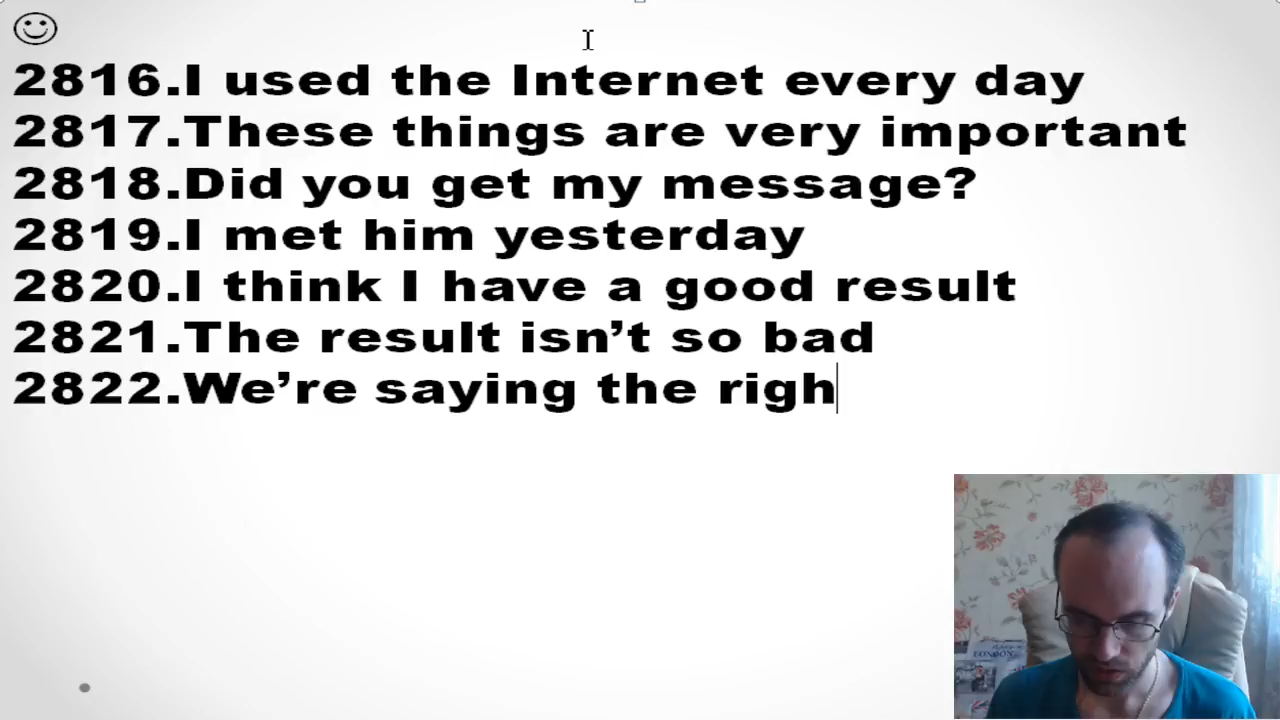 2816.I used the Internet every day
2817.These things are very important
2818.Did you get my message?
2819.I met him yesterday
2820.I think I have a good result
2821.The result isn’t so bad
2822.We’re saying the righ
LONDON